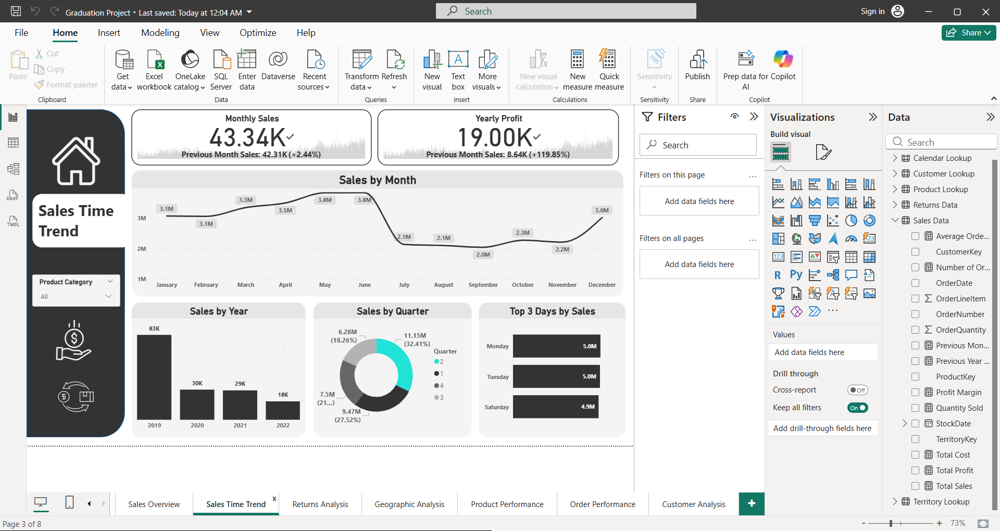 Graduation Project • Last saved: Today at 12:04 AM
Search
Sign in
File
Home
Insert
Modeling
View
Optimize
Help
Share
Paste
Cut
Copy
Format painter
Clipboard
Get data
Excel workbook
OneLake catalog
SQL Server
Enter data
Dataverse
Recent sources
Data
Transform data
Refresh
Queries
New visual
Text box
More visuals
Insert
New visual calculation
New measure
Quick measure
Calculations
Sensitivity
Sensitivity
Publish
Share
Prep data for AI
Copilot
Copilot
DAX
TMDL
Sales Time
Trend
Product Category
All
Monthly Sales
43.34K
Previous Month Sales: 42.31K (+2.44%)
Yearly Profit
19.00K
Previous Month Sales: 8.64K (+119.85%)
Sales by Month
3M
2M
1M
3.1M
3.1M
3.3M
3.5M
3.8M
3.8M
2.1M
2.1M
2.0M
2.3M
2.2M
3.0M
January
February
March
April
May
June
July
August
September
October
November
December
Sales by Year
83K
30K
29K
18K
2019
2020
2021
2022
Sales by Quarter
6.28M
(18.26%)
11.15M
(32.41%)
7.5M
(21...)
9.47M
(27.52%)
Quarter
2
1
4
3
Top 3 Days by Sales
Monday
5.0M
Tuesday
5.0M
Saturday
4.9M
Filters
Search
Filters on this page
...
Add data fields here
Filters on all pages
...
Add data fields here
Visualizations
Build visual
123
123
R
Py
...
Values
Add data fields here
Drill through
Cross-report
Off
Keep all filters
On
Add drill-through fields here
Data
Search
Calendar Lookup
Customer Lookup
Product Lookup
Returns Data
Sales Data
Average Orde...
CustomerKey
Number of Or...
OrderDate
OrderLineItem
OrderNumber
OrderQuantity
Previous Mon...
Previous Year ...
ProductKey
Profit Margin
Quantity Sold
StockDate
TerritoryKey
Total Cost
Total Profit
Total Sales
Territory Lookup
Sales Overview
Sales Time Trend
x
Returns Analysis
Geographic Analysis
Product Performance
Order Performance
Customer Analysis
+
Page 3 of 8
- + 73%